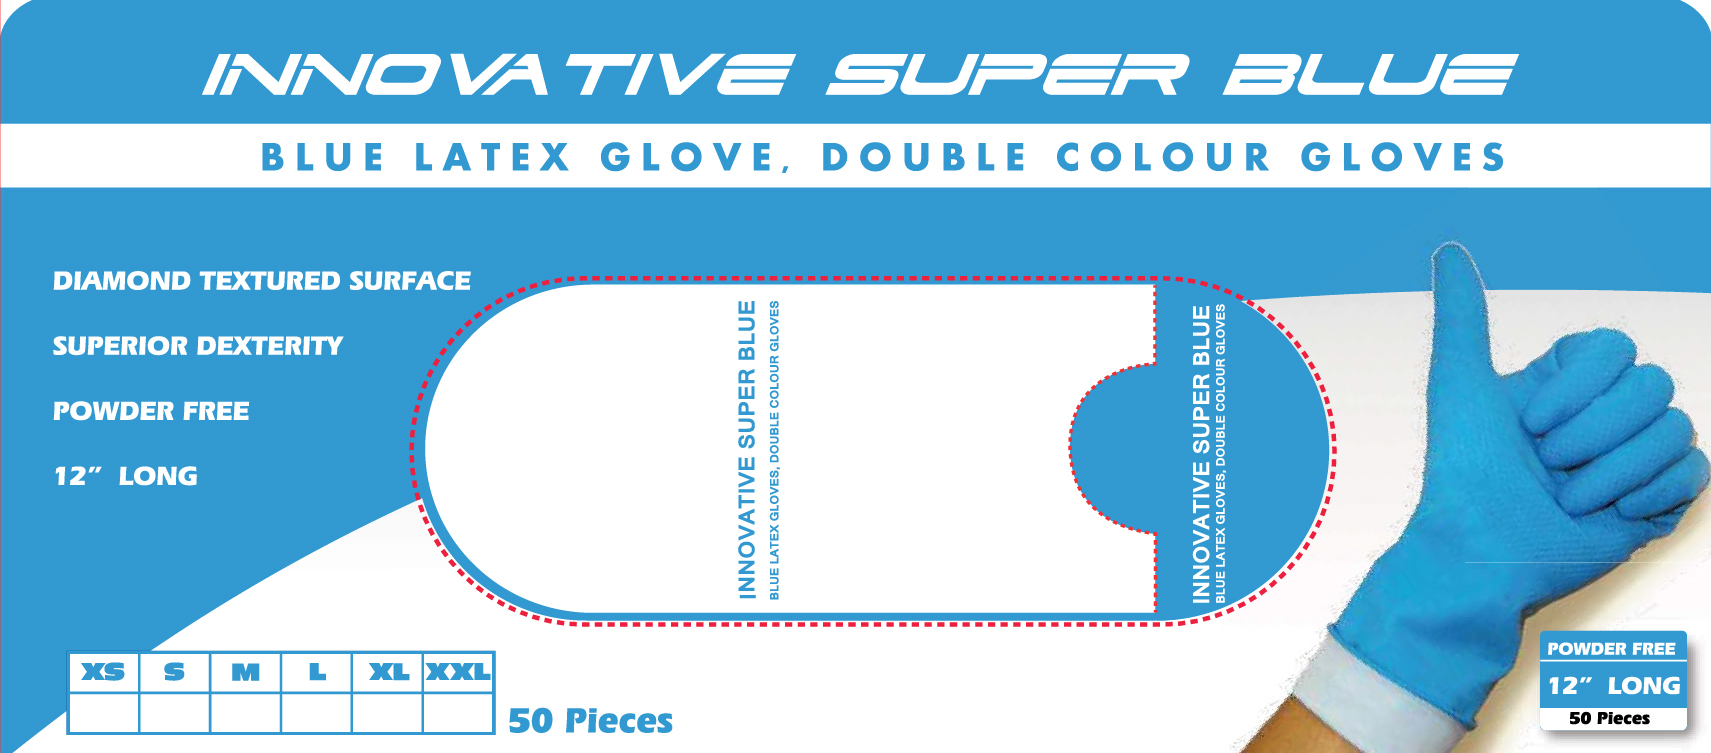 INNOVATIVE SUPER BLUE
BLUE LATEX GLOVE, DOUBLE COLOUR GLOVES
DIAMOND TEXTURED SURFACE
SUPERIOR DEXTERITY
POWDER FREE
12” LONG
INNOVATIVE SUPER BLUE
BLUE LATEX GLOVES, DOUBLE COLOUR GLOVES
INNOVATIVE SUPER BLUE
BLUE LATEX GLOVES, DOUBLE COLOUR GLOVES
XS S M L XL XXL
50 Pieces
POWDER FREE
12” LONG
50 Pieces